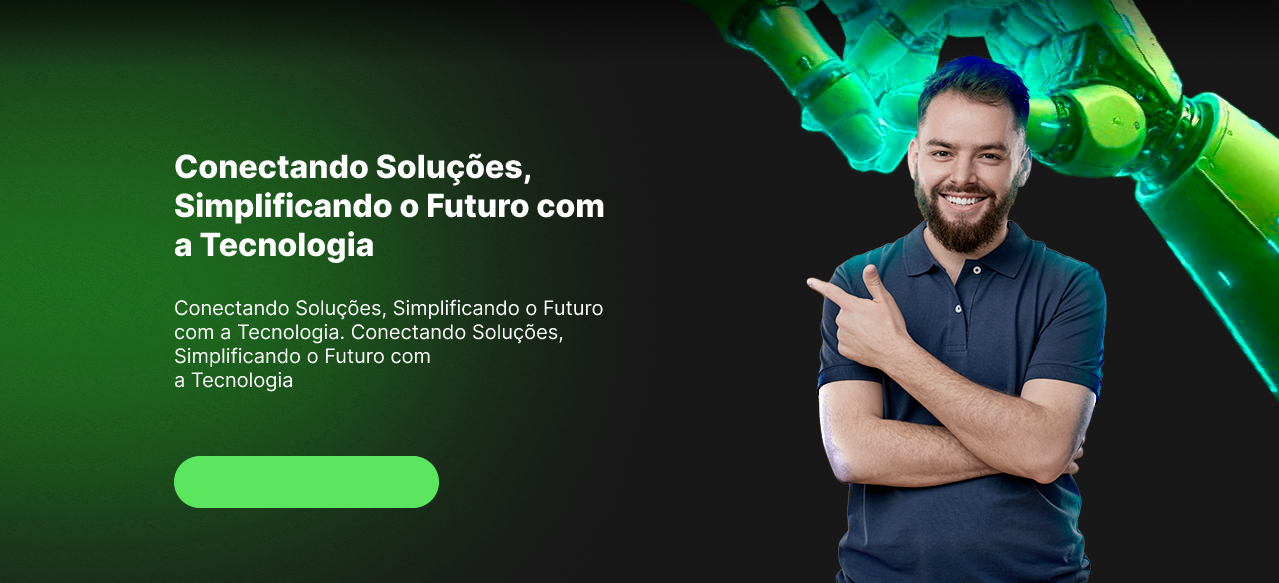 Conectando Soluções,
Simplificando o Futuro com
a Tecnologia
Conectando Soluções, Simplificando o Futuro
com a Tecnologia. Conectando Soluções,
Simplificando o Futuro com
a Tecnologia